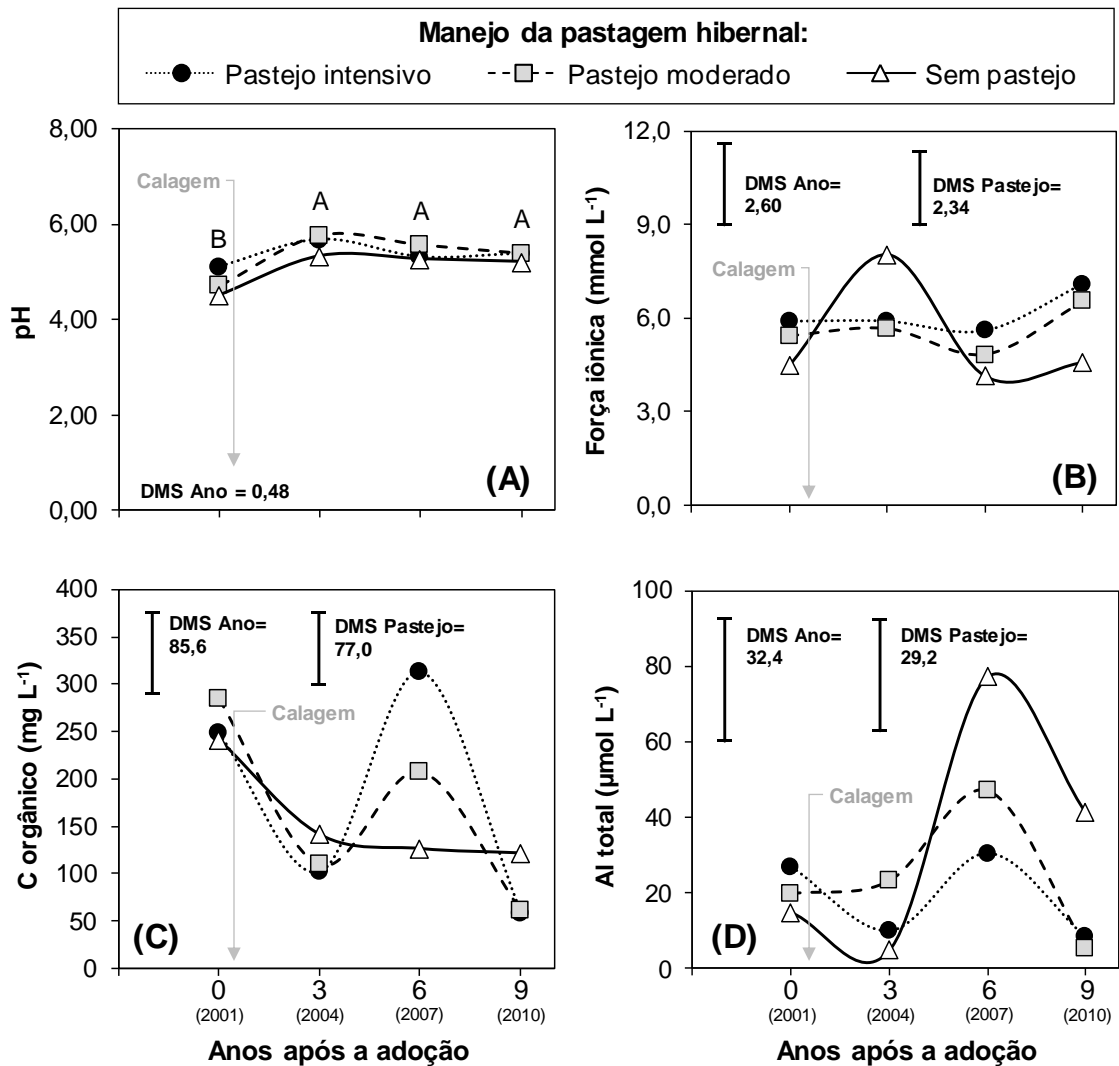 Manejo da pastagem hibernal:
Pastejo intensivo
Pastejo moderado
Sem pastejo
8,00
6,00
4,00
2,00
0,00
pH
Calagem
B
A
A
A
DMS Ano = 0,48
(A)
12,0
9,0
6,0
3,0
0,0
Força iônica (mmol L-1)
DMS Ano=
2,60
DMS Pastejo=
2,34
Calagem
(B)
400
350
300
250
200
150
100
50
0
C orgânico (mg L-1)
DMS Ano=
85,6
DMS Pastejo=
77,0
Calagem
(C)
0
3
6
9
(2001)
(2004)
(2007)
(2010)
Anos após a adoção
100
80
60
40
20
0
Al total (µmol L-1)
DMS Ano=
32,4
DMS Pastejo=
29,2
Calagem
(D)
0
3
6
9
(2001)
(2004)
(2007)
(2010)
Anos após a adoção